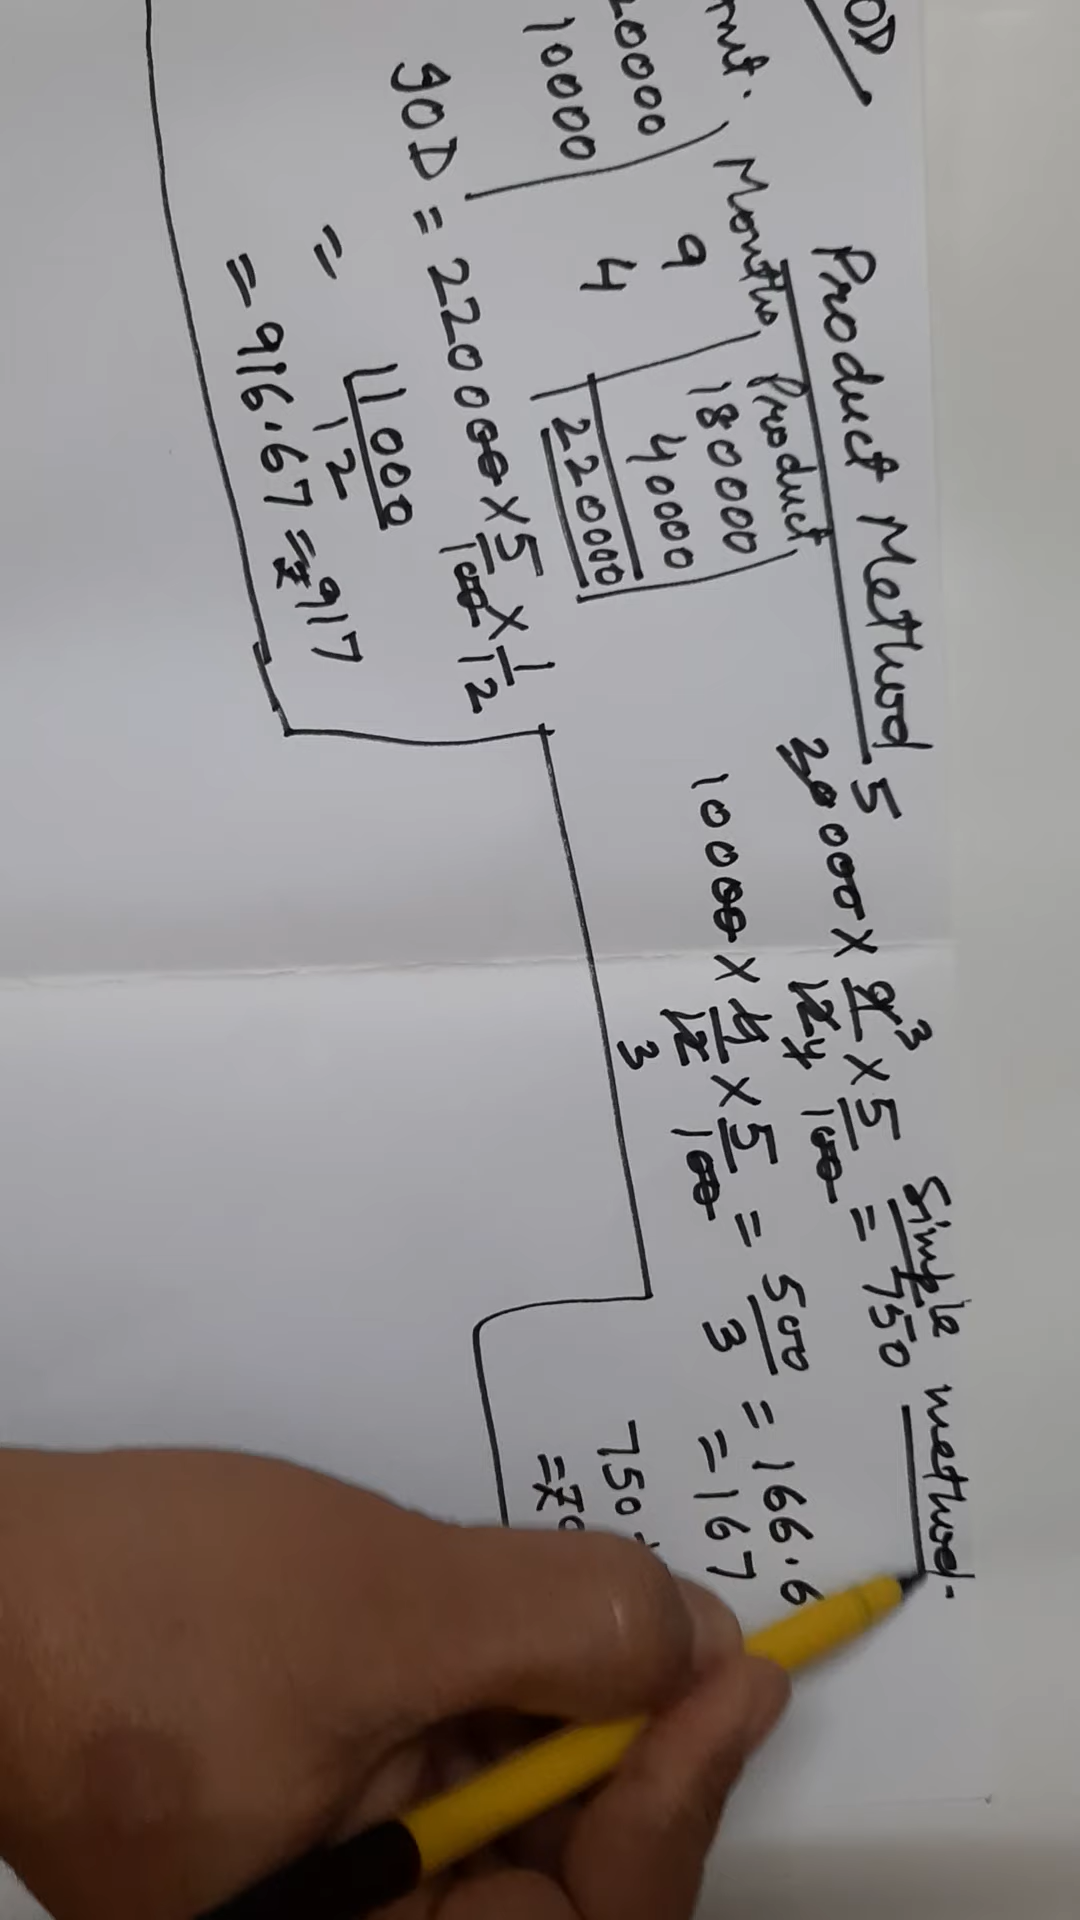 OD
Product Method
mt. Months Product
20000 9 180000
10000 4 40000
220000
IOD = 220000 × 5/100 × 1/12
= 11000/12
= 916.67 = ₹917
Simple method.
20000 × 9/12 × 5/100 = 750
5 3 4
10000 × 4/12 × 5/100 = 500/3 = 166.6
3
= 167
750
= ₹